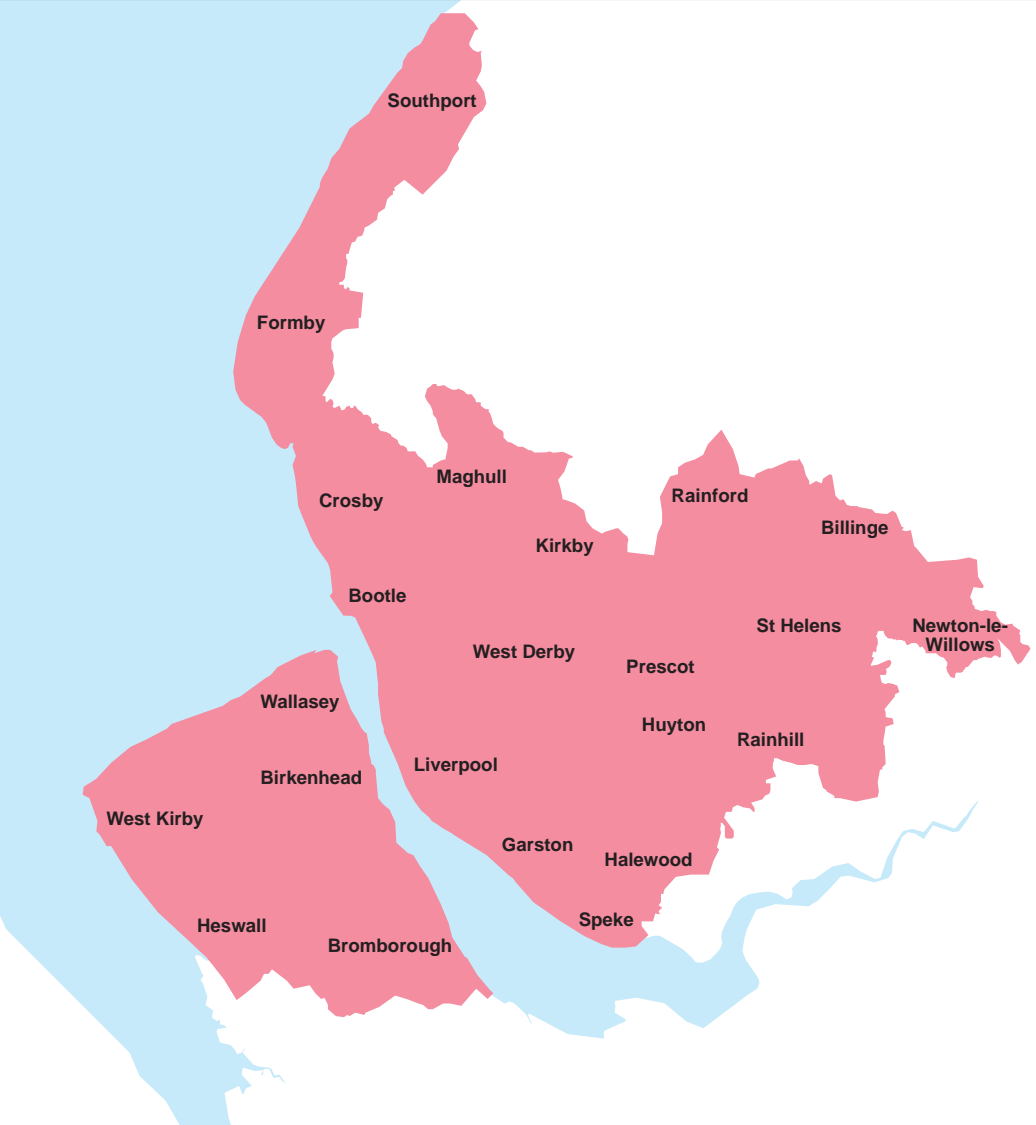 Southport
Formby
Maghull
Rainford
Crosby
Billinge
Kirkby
Bootle
St Helens
Newton-le-
Willows
West Derby
Prescot
Wallasey
Huyton
Rainhill
Liverpool
Birkenhead
West Kirby
Garston
Halewood
Speke
Heswall
Bromborough